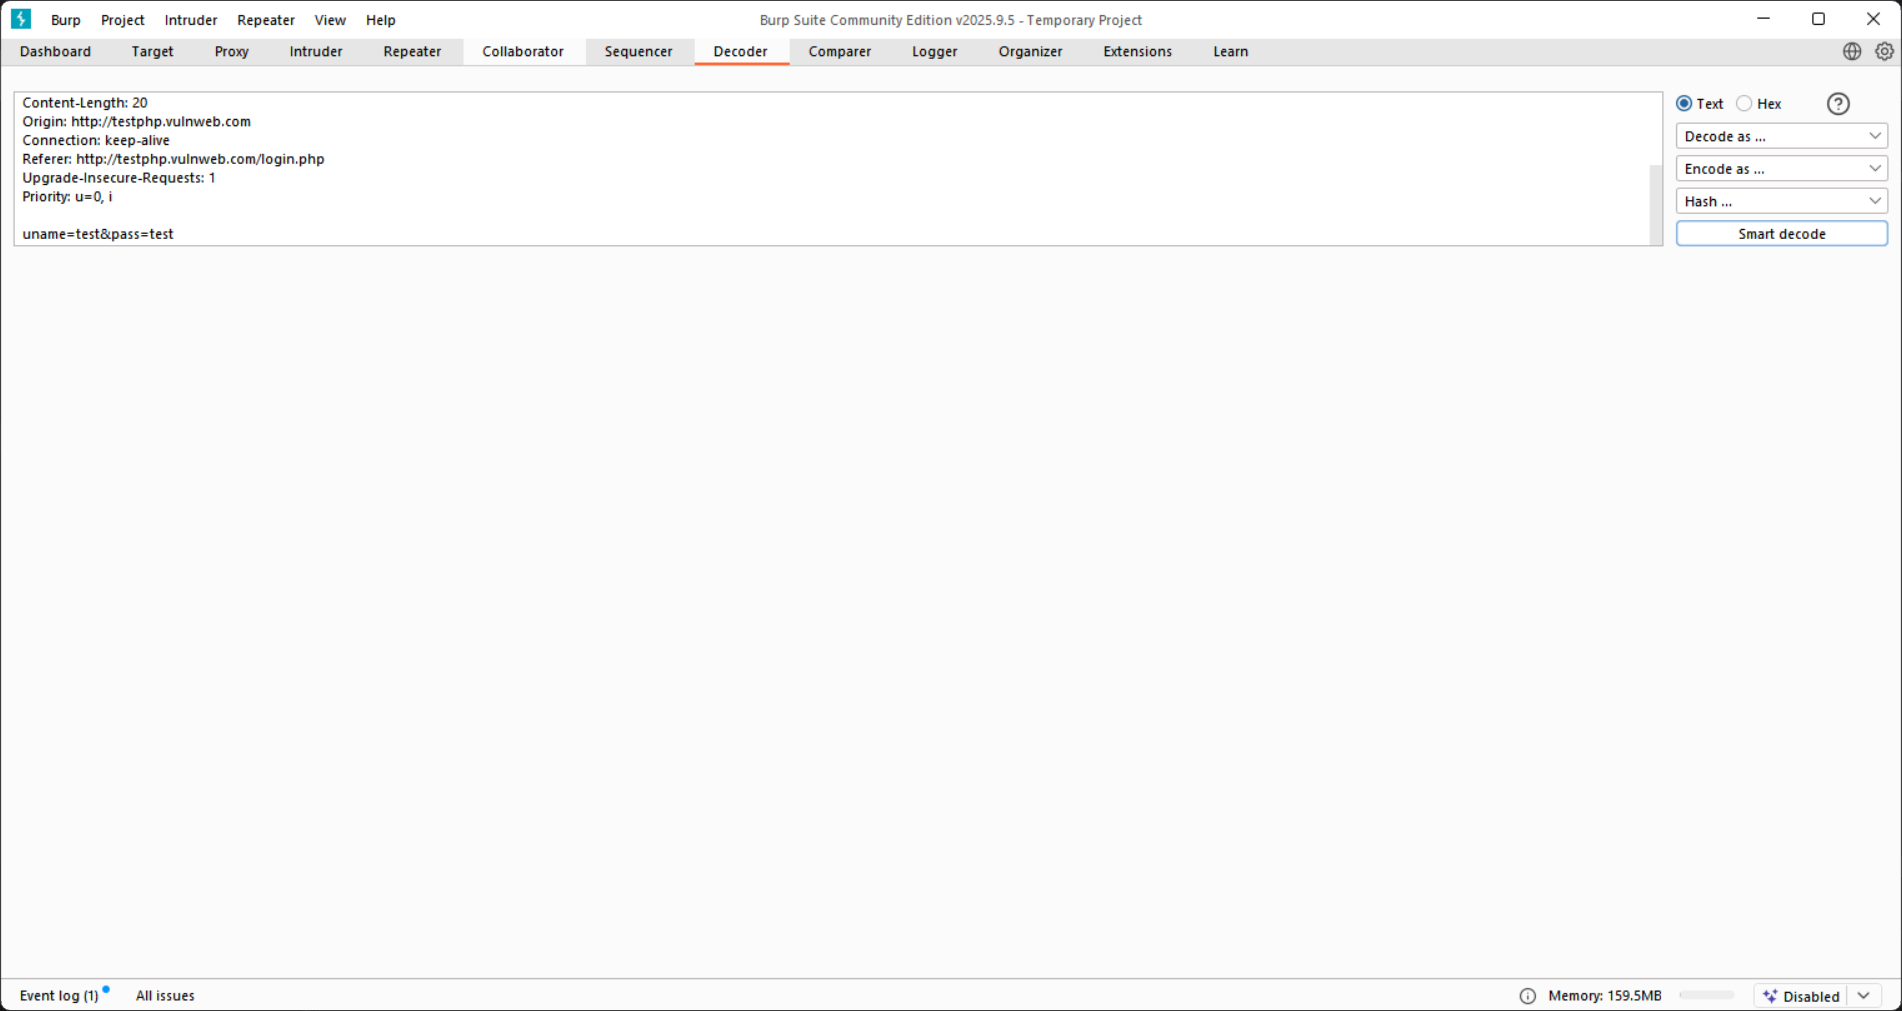 Burp Project Intruder Repeater View Help Burp Suite Community Edition v2025.9.5 - Temporary Project
Dashboard Target Proxy Intruder Repeater Collaborator Sequencer Decoder Comparer Logger Organizer Extensions Learn
Content-Length: 20
Origin: http://testphp.vulnweb.com
Connection: keep-alive
Referer: http://testphp.vulnweb.com/login.php
Upgrade-Insecure-Requests: 1
Priority: u=0, i
uname=test&pass=test
Text Hex ?
Decode as ...
Encode as ...
Hash ...
Smart decode
Event log (1) All issues Memory: 159.5MB Disabled